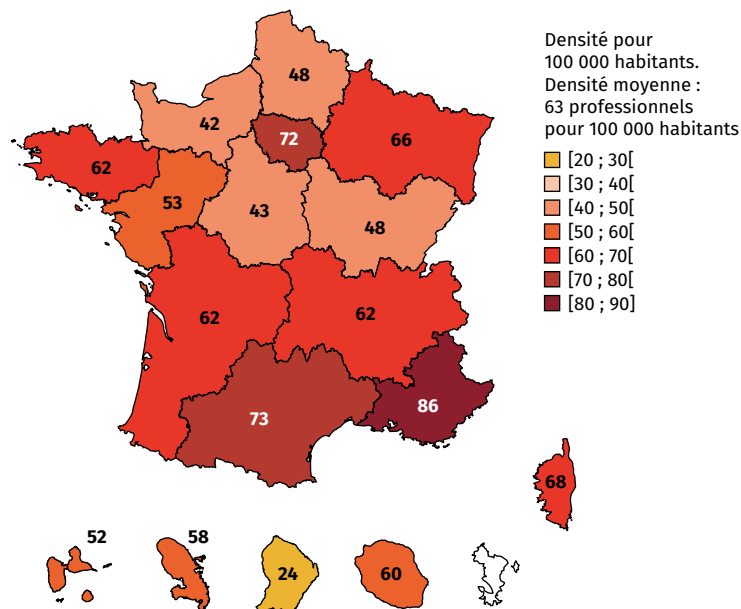 Densité pour
100 000 habitants.
Densité moyenne :
63 professionnels
pour 100 000 habitants
[20 ; 30[
[30 ; 40[
[40 ; 50[
[50 ; 60[
[60 ; 70[
[70 ; 80[
[80 ; 90]
48
42
72
66
62
53
43
48
62
62
73
86
68
52
58
24
60